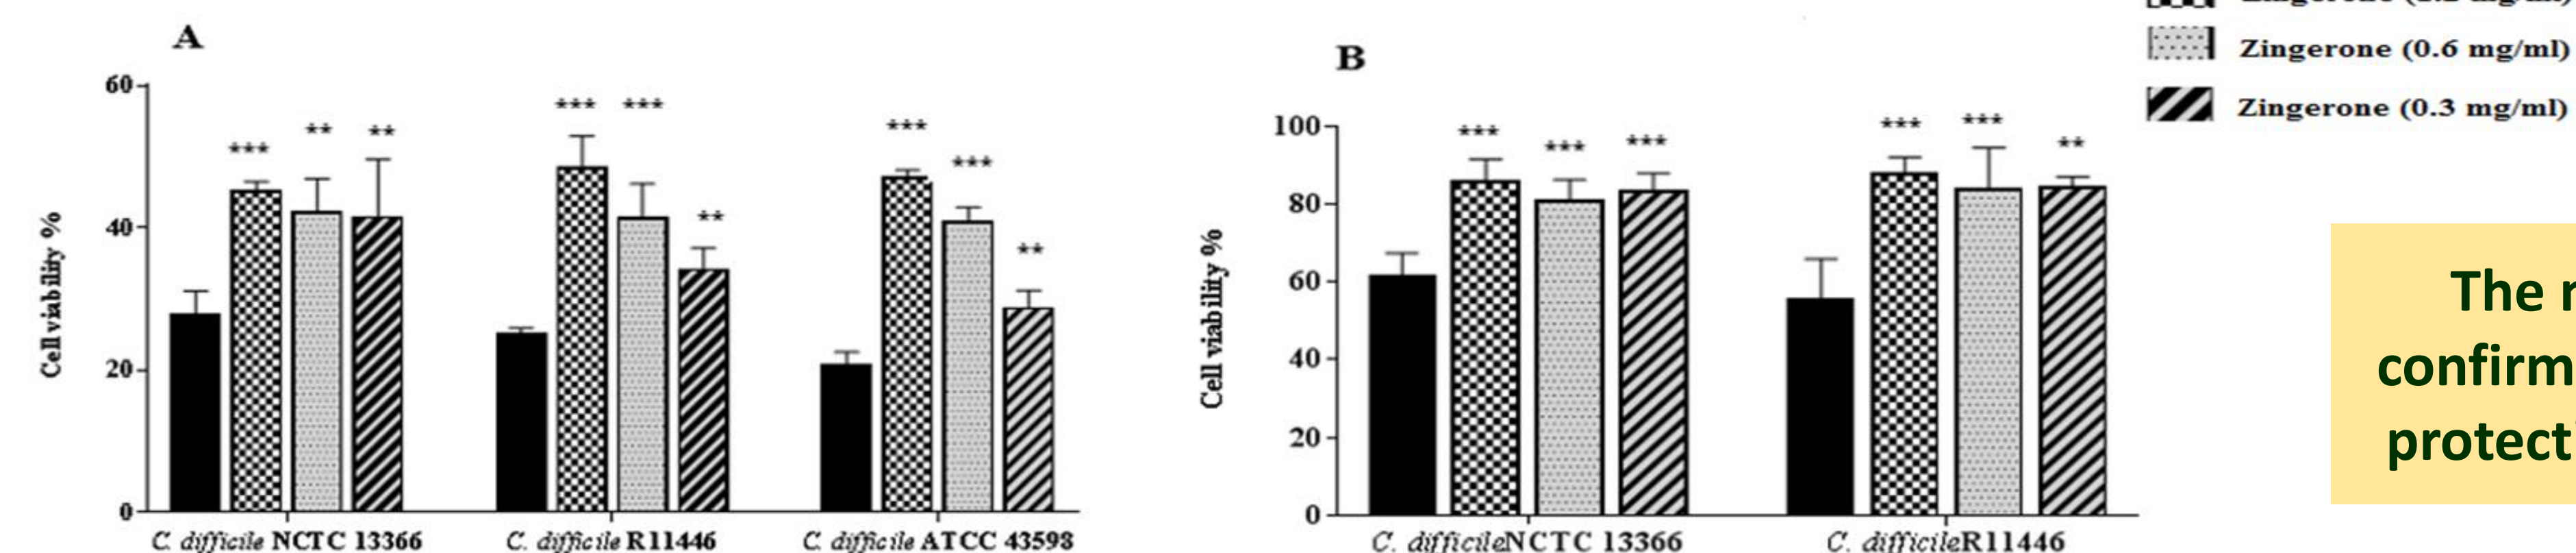 A
60
40
20
0
Cell viability %
*** ** **
*** *** **
*** *** **
C. difficile NCTC 13366
C. difficile R11446
C. difficile ATCC 43598
B
100
80
60
40
20
0
Cell viability %
*** *** ***
*** *** **
C. difficileNCTC 13366
C. difficileR11446
Zingerone (0.6 mg/ml)
Zingerone (0.3 mg/ml)
The
confirm
protect